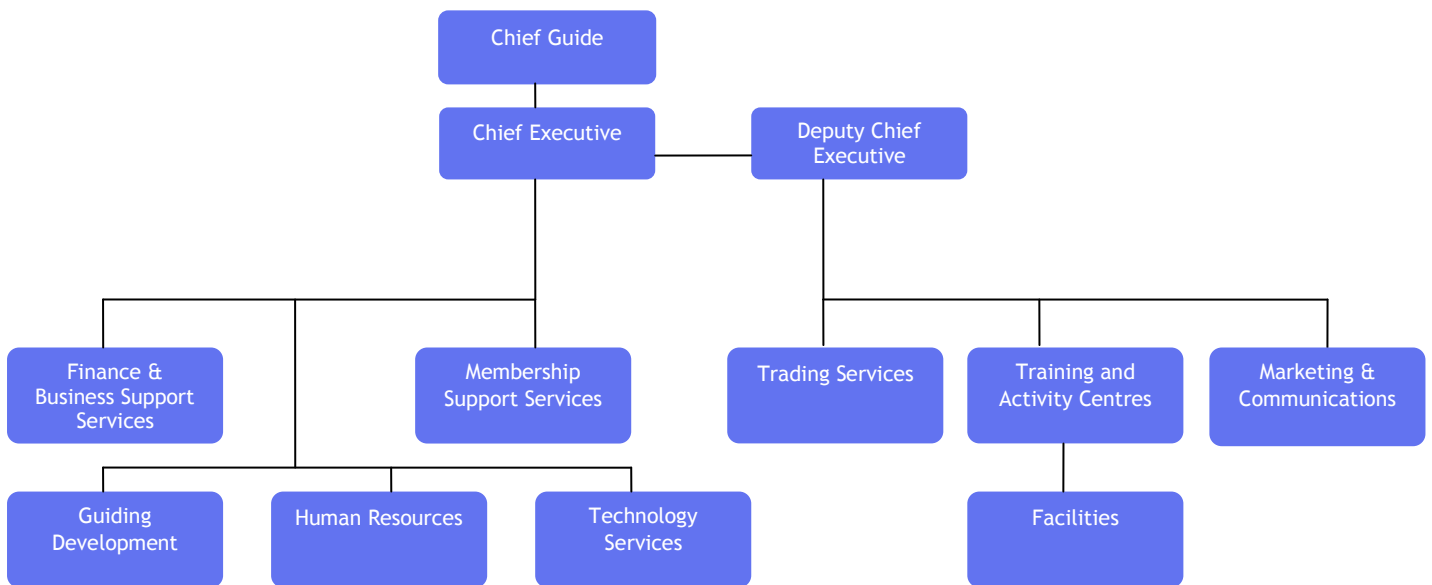 Chief Guide
Chief Executive
Deputy Chief
Executive
Finance &
Business Support
Services
Membership
Support Services
Trading Services
Training and
Activity Centres
Marketing &
Communications
Guiding
Development
Human Resources
Technology
Services
Facilities